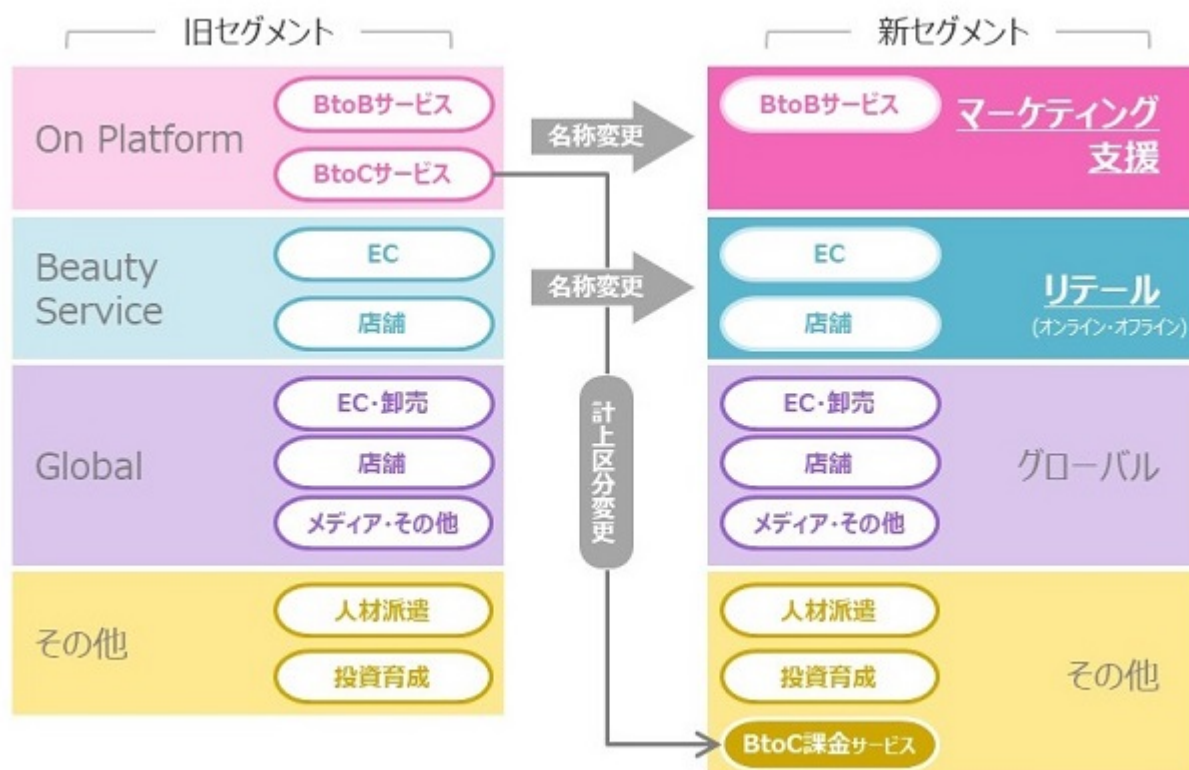 旧セグメント
On Platform
BtoBサービス
BtoCサービス
Beauty
Service
EC
店舗
Global
EC・卸売
店舗
メディア・その他
その他
人材派遣
投資育成
名称変更
名称変更
計上区分変更
新セグメント
BtoBサービス
マーケティング
支援
EC
店舗
リテール
(オンライン・オフライン)
EC・卸売
店舗
メディア・その他
グローバル
人材派遣
投資育成
BtoC課金サービス
その他